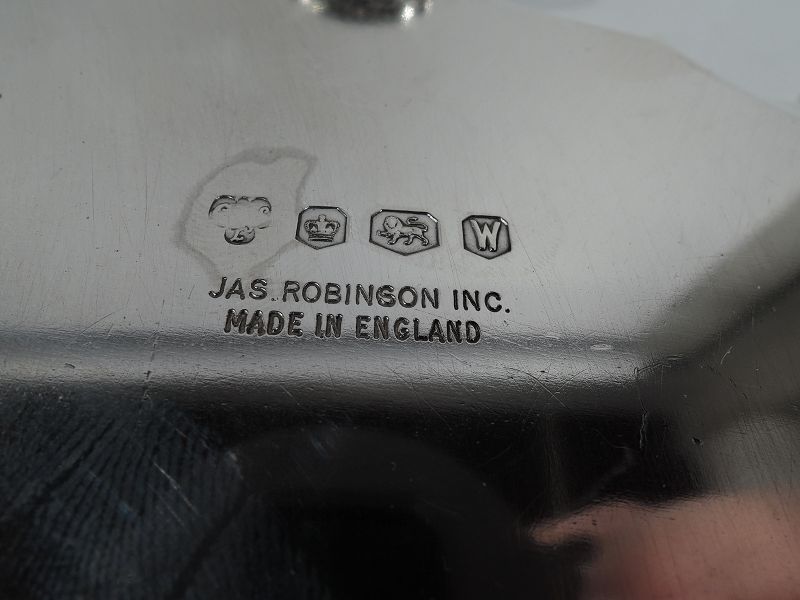 W
JAS. ROBINSON INC.
MADE IN ENGLAND